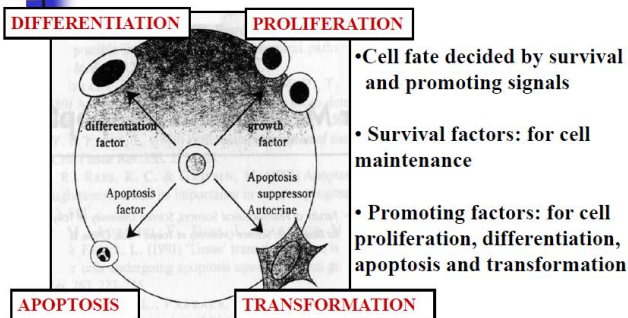 DIFFERENTIATION
PROLIFERATION
differentiation
factor
growth
factor
Apoptosis
factor
Apoptosis
suppressor
Autocrine
APOPTOSIS
TRANSFORMATION
•Cell fate decided by survival
and promoting signals
• Survival factors: for cell
maintenance
• Promoting factors: for cell
proliferation, differentiation,
apoptosis and transformation